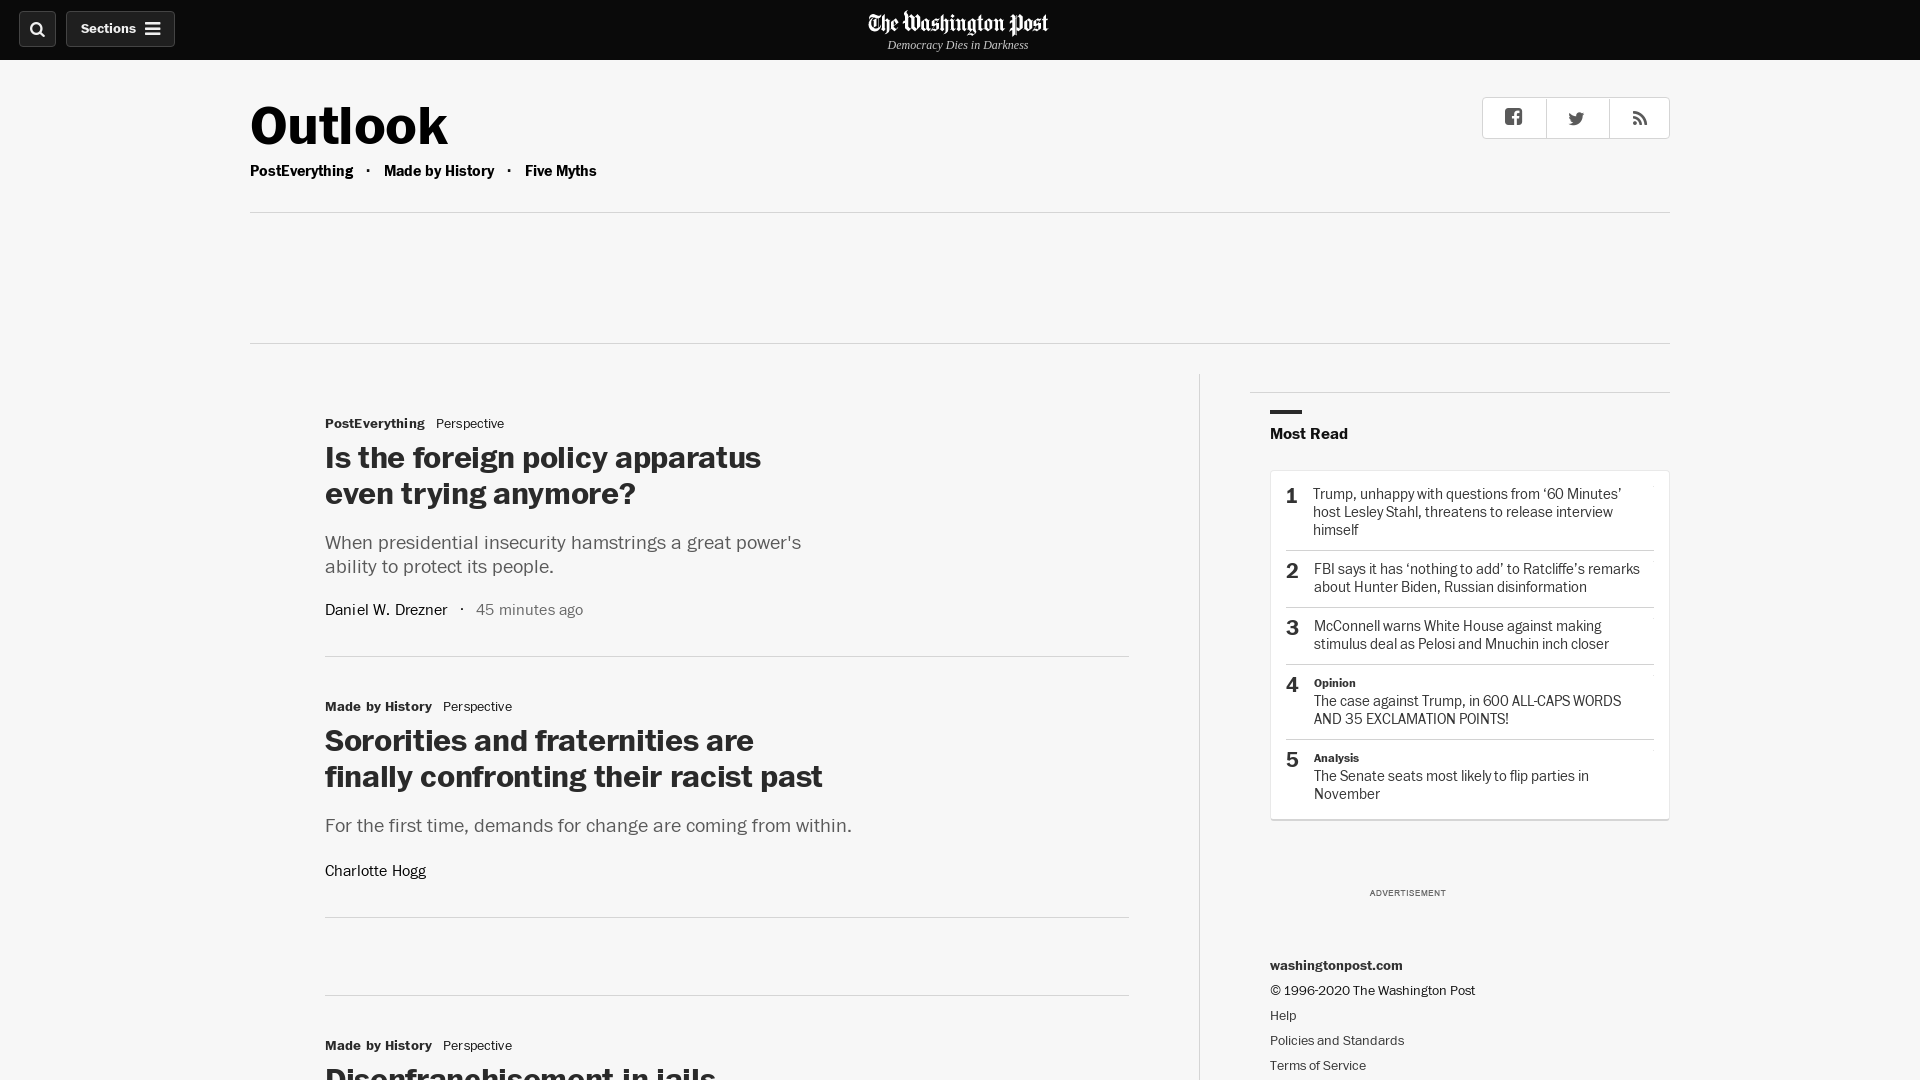 Sections
The Washington Post
Democracy Dies in Darkness
Outlook
PostEverything · Made by History · Five Myths
PostEverything Perspective
Is the foreign policy apparatus
even trying anymore?
When presidential insecurity hamstrings a great power's
ability to protect its people.
Daniel W. Drezner · 45 minutes ago
Made by History Perspective
Sororities and fraternities are
finally confronting their racist past
For the first time, demands for change are coming from within.
Charlotte Hogg
Made by History Perspective
Disenfranchisement in jails
Most Read
1 Trump, unhappy with questions from ‘60 Minutes’
host Lesley Stahl, threatens to release interview
himself
2 FBI says it has ‘nothing to add’ to Ratcliffe’s remarks
about Hunter Biden, Russian disinformation
3 McConnell warns White House against making
stimulus deal as Pelosi and Mnuchin inch closer
4 Opinion
The case against Trump, in 600 ALL-CAPS WORDS
AND 35 EXCLAMATION POINTS!
5 Analysis
The Senate seats most likely to flip parties in
November
ADVERTISEMENT
washingtonpost.com
© 1996-2020 The Washington Post
Help
Policies and Standards
Terms of Service